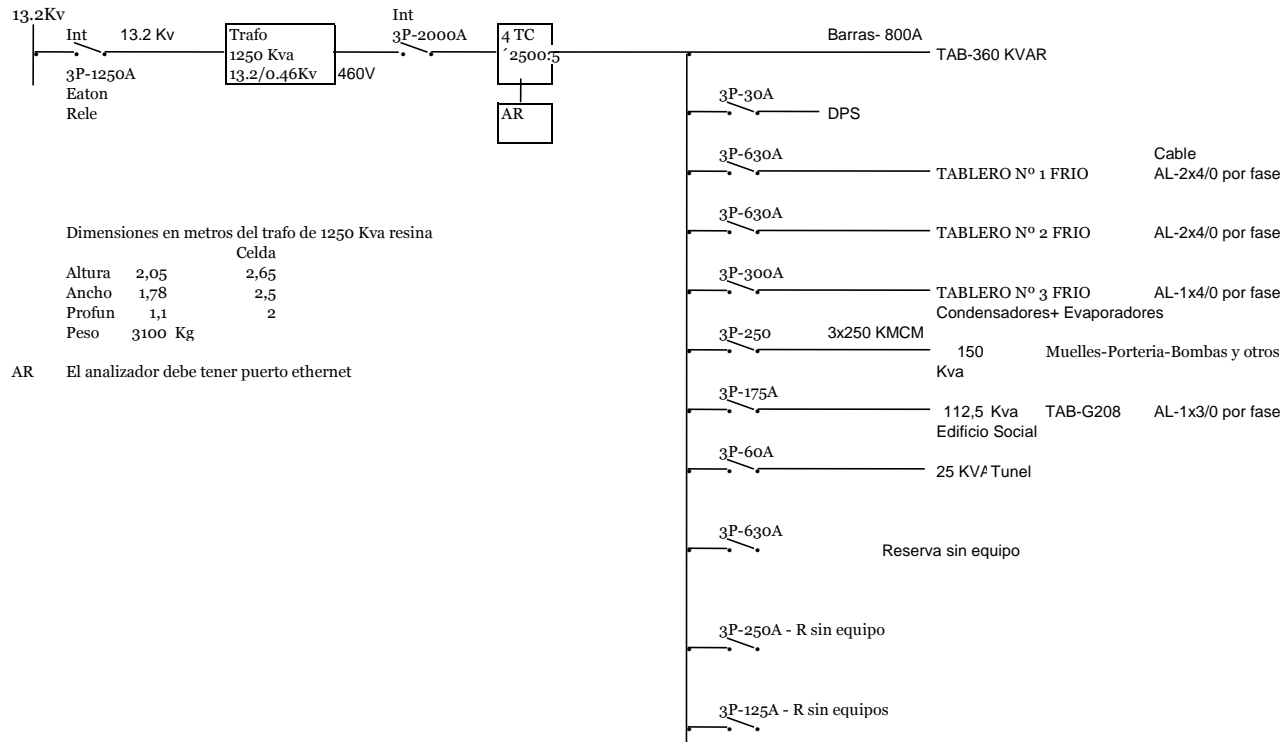 13.2Kv
Int 13.2 Kv
3P-1250A
Eaton
Rele
Trafo
1250 Kva
13.2/0.46Kv
460V
Int
3P-2000A
4 TC
´2500:5
AR
Barras- 800A
TAB-360 KVAR
3P-30A
DPS
3P-630A Cable
TABLERO Nº 1 FRIO AL-2x4/0 por fase
3P-630A
TABLERO Nº 2 FRIO AL-2x4/0 por fase
3P-300A
TABLERO Nº 3 FRIO AL-1x4/0 por fase
Condensadores+ Evaporadores
3P-250 3x250 KMCM
150 Muelles-Porteria-Bombas y otros
Kva
3P-175A
112,5 Kva TAB-G208 AL-1x3/0 por fase
Edificio Social
3P-60A
25 KVA Tunel
3P-630A
Reserva sin equipo
3P-250A - R sin equipo
3P-125A - R sin equipos
Dimensiones en metros del trafo de 1250 Kva resina
Celda
Altura 2,05 2,65
Ancho 1,78 2,5
Profun 1,1 2
Peso 3100 Kg
AR El analizador debe tener puerto ethernet